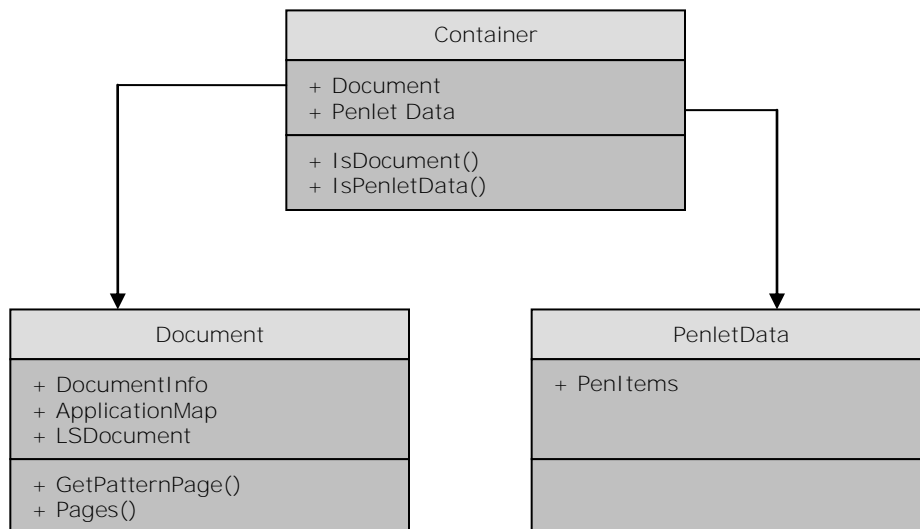 Container
+ Document
+ Penlet Data
+ IsDocument()
+ IsPenletData()
Document
+ DocumentInfo
+ ApplicationMap
+ LSDocument
+ GetPatternPage()
+ Pages()
PenletData
+ PenItems